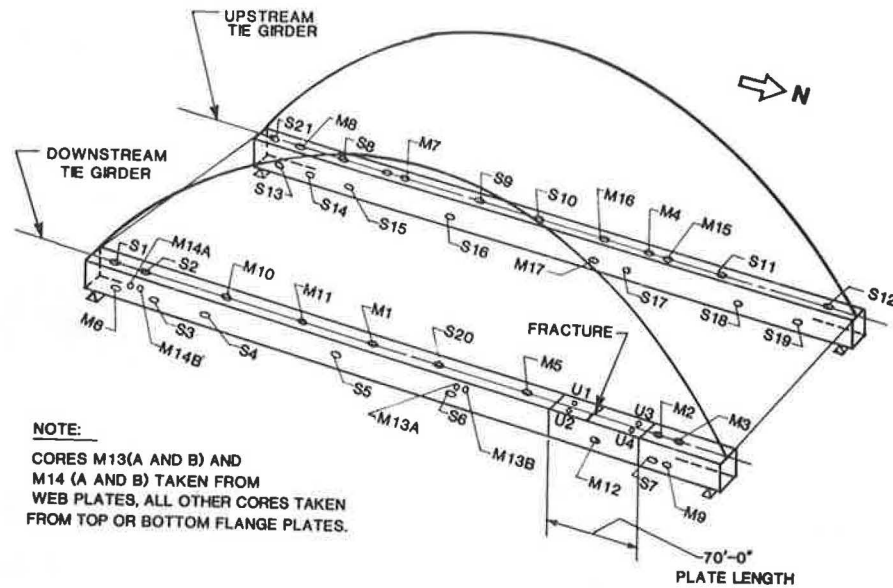 UPSTREAM
TIE GIRDER
N
S21
M8
S8
M7
DOWNSTREAM
TIE GIRDER
S9
S10
M16
M4
M15
S13
S14
S15
S16
S11
M17
S17
S12
S18
S19
S1
M14A
S2
M10
M11
M1
S20
FRACTURE
M6
S3
M14B
S4
M5
U1
U3
M2
M3
S5
M13A
S6
U2
U4
M13B
M12
S7
M9
NOTE:
CORES M13(A AND B) AND
M14 (A AND B) TAKEN FROM
WEB PLATES, ALL OTHER CORES TAKEN
FROM TOP OR BOTTOM FLANGE PLATES.
70'-0"
PLATE LENGTH